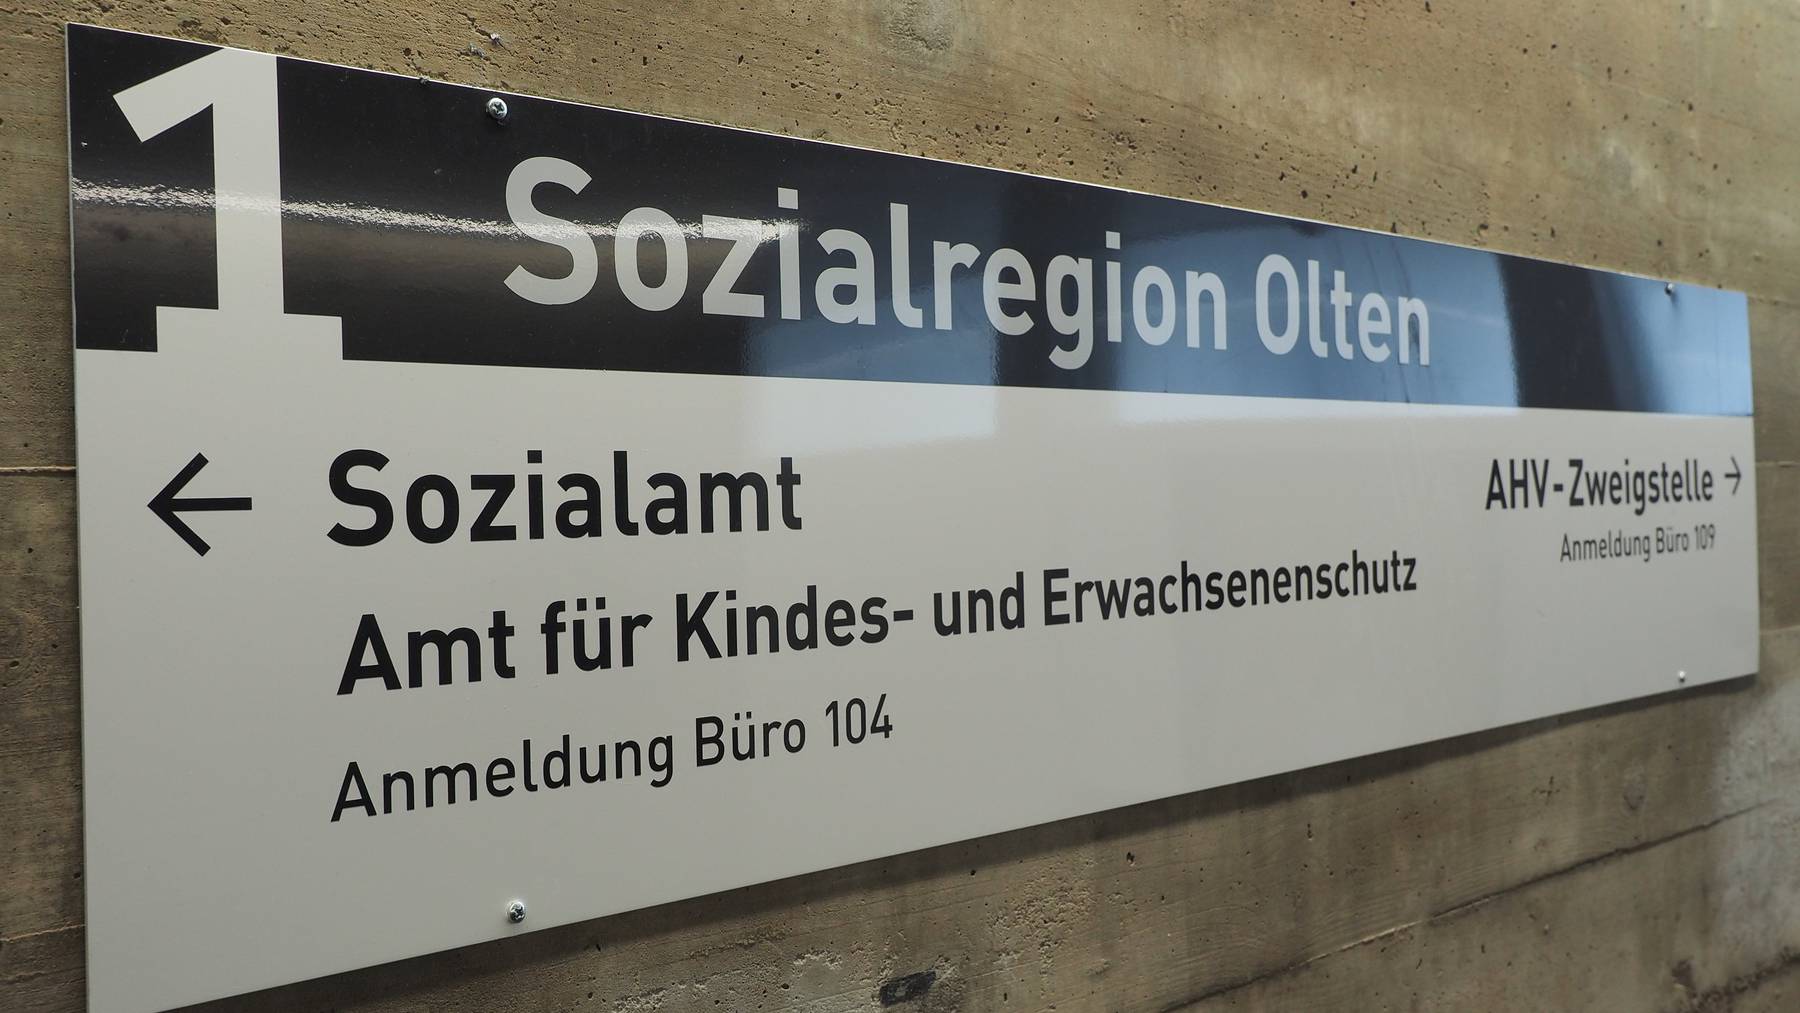 1 Sozialregion Olten
← Sozialamt
Amt für Kindes- und Erwachsenenschutz
Anmeldung Büro 104
AHV-Zweigstelle →
Anmeldung Büro 109